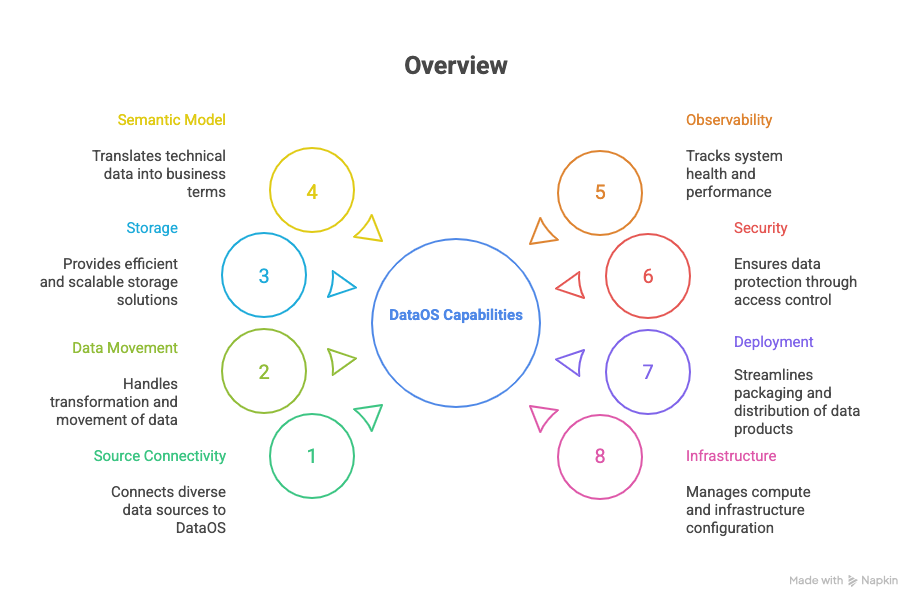 Overview
Semantic Model
Translates technical
data into business
terms
4
Storage
Provides efficient
and scalable storage
solutions
3
Data Movement
Handles
transformation and
movement of data
2
Source Connectivity
Connects diverse
data sources to
DataOS
1
DataOS Capabilities
Observability
Tracks system
health and
performance
5
Security
Ensures data
protection through
access control
6
Deployment
Streamlines
packaging and
distribution of data
products
7
Infrastructure
Manages compute
and infrastructure
configuration
8
Made with Napkin